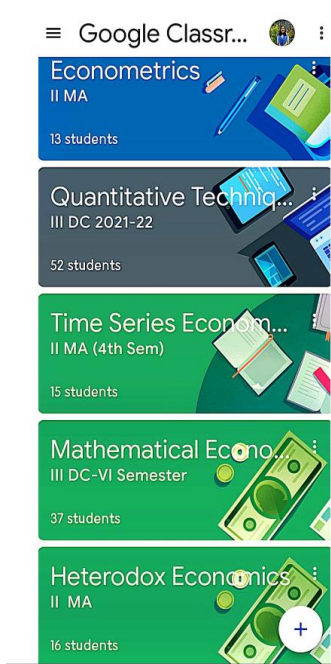 Google Classr...
Econometrics
II MA
13 students
Quantitative Techniq...
III DC 2021-22
52 students
Time Series Econom...
II MA (4th Sem)
15 students
Mathematical Econo...
III DC-VI Semester
37 students
Heterodox Economics
II MA
16 students